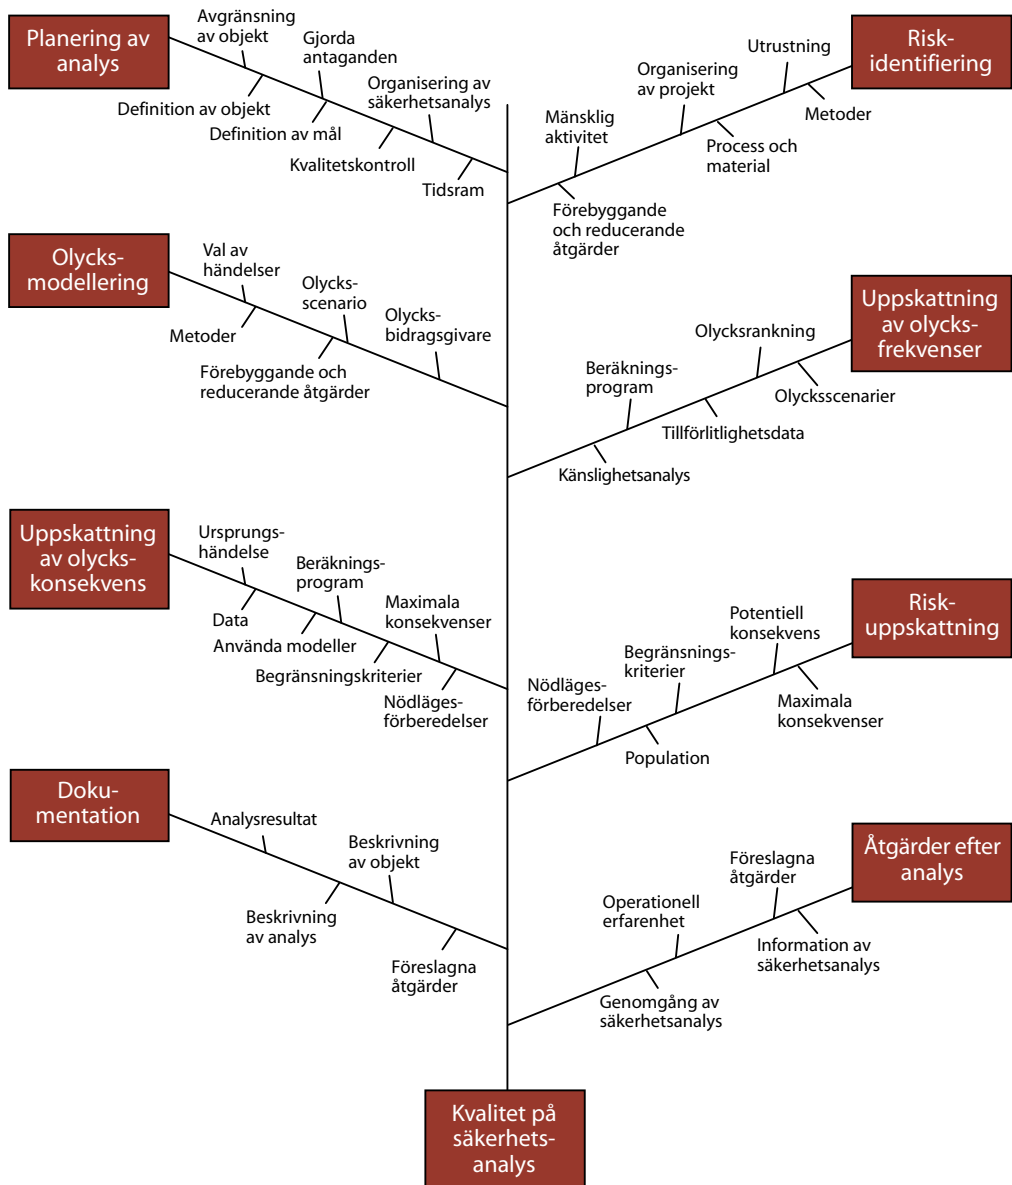 Planering av
analys
Avgränsning
av objekt
Gjorda
antaganden
Organisering av
säkerhetsanalys
Definition av objekt
Definition av mål
Kvalitetskontroll
Tidsram
Risk-
identifiering
Utrustning
Organisering
av projekt
Mänsklig
aktivitet
Metoder
Process och
material
Förebyggande
och reducerande
åtgärder
Olycks-
modellering
Val av
händelser
Olycks-
scenario
Olycks-
bidragsgivare
Metoder
Förebyggande och
reducerande åtgärder
Uppskattning
av olycks-
frekvenser
Olycksrankning
Beräknings-
program
Olycksscenarier
Tillförlitlighetsdata
Känslighetsanalys
Uppskattning
av olycks-
konsekvens
Ursprungs-
händelse
Beräknings-
program
Maximala
konsekvenser
Data
Använda modeller
Begränsningskriterier
Nödläges-
förberedelser
Risk-
uppskattning
Potentiell
konsekvens
Begränsnings-
kriterier
Nödläges-
förberedelser
Maximala
konsekvenser
Population
Doku-
mentation
Analysresultat
Beskrivning
av objekt
Beskrivning
av analys
Föreslagna
åtgärder
Åtgärder efter
analys
Föreslagna
åtgärder
Operationell
erfarenhet
Information av
säkerhetsanalys
Genomgång av
säkerhetsanalys
Kvalitet på
säkerhets-
analys